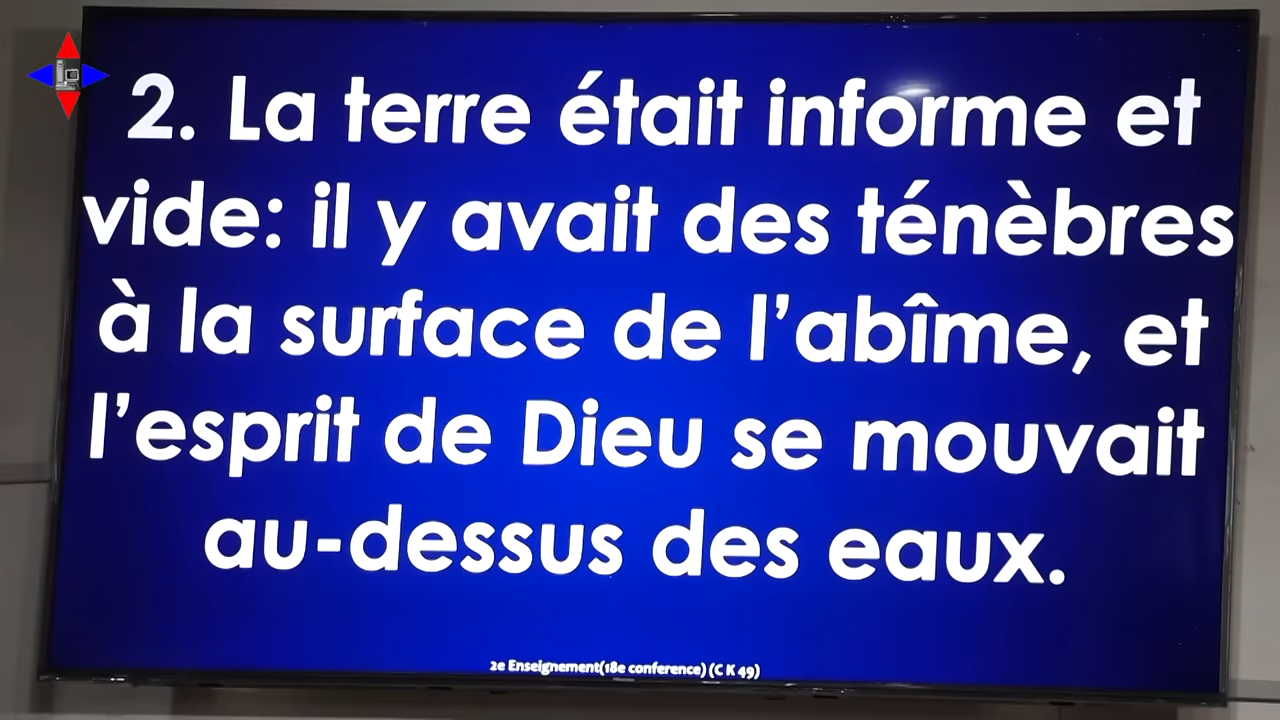 2. La terre était informe et
vide: il y avait des ténèbres
à la surface de l’abîme, et
l’esprit de Dieu se mouvait
au-dessus des eaux.
2e Enseignement(18e conference) (C K 49)